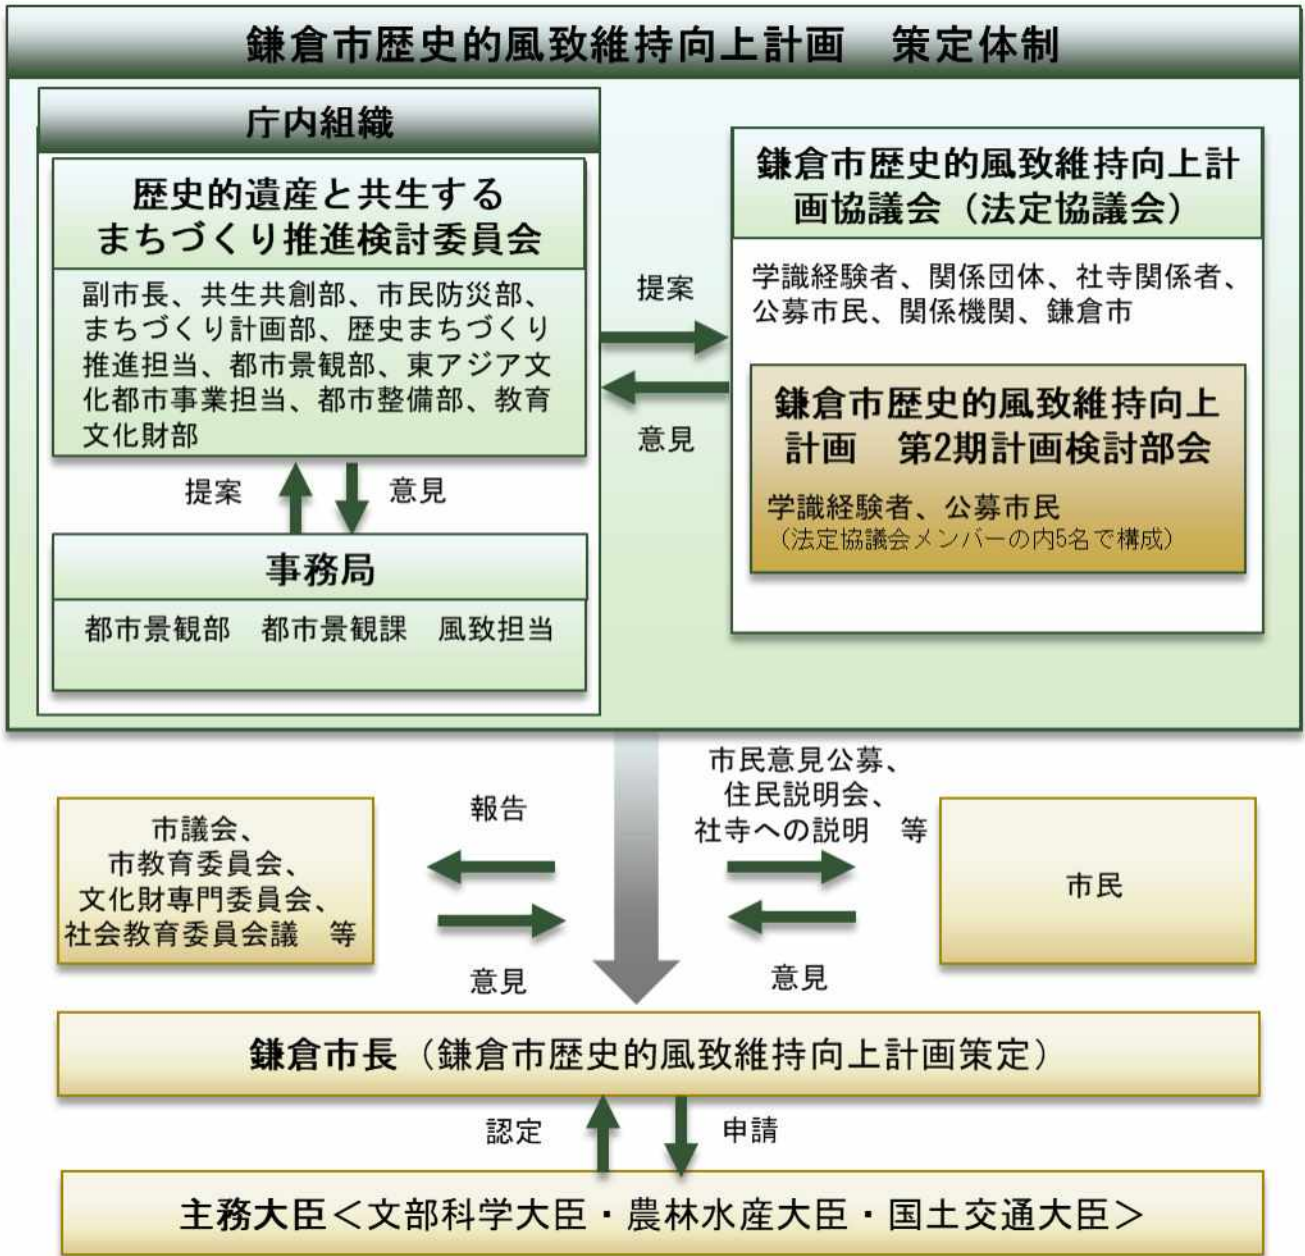 鎌倉市歴史的風致維持向上計画　策定体制
庁内組織
歴史的遺産と共生する
まちづくり推進検討委員会
副市長、共生共創部、市民防災部、
まちづくり計画部、歴史まちづくり
推進担当、都市景観部、東アジア文
化都市事業担当、都市整備部、教育
文化財部
提案
意見
事務局
都市景観部　都市景観課　風致担当
提案
意見
鎌倉市歴史的風致維持向上計
画協議会（法定協議会）
学識経験者、関係団体、社寺関係者、
公募市民、関係機関、鎌倉市
鎌倉市歴史的風致維持向上
計画　第2期計画検討部会
学識経験者、公募市民
（法定協議会メンバーの内5名で構成）
市議会、
市教育委員会、
文化財専門委員会、
社会教育委員会議　等
報告
意見
市民意見公募、
住民説明会、
社寺への説明　等
意見
市民
鎌倉市長（鎌倉市歴史的風致維持向上計画策定）
認定
申請
主務大臣＜文部科学大臣・農林水産大臣・国土交通大臣＞